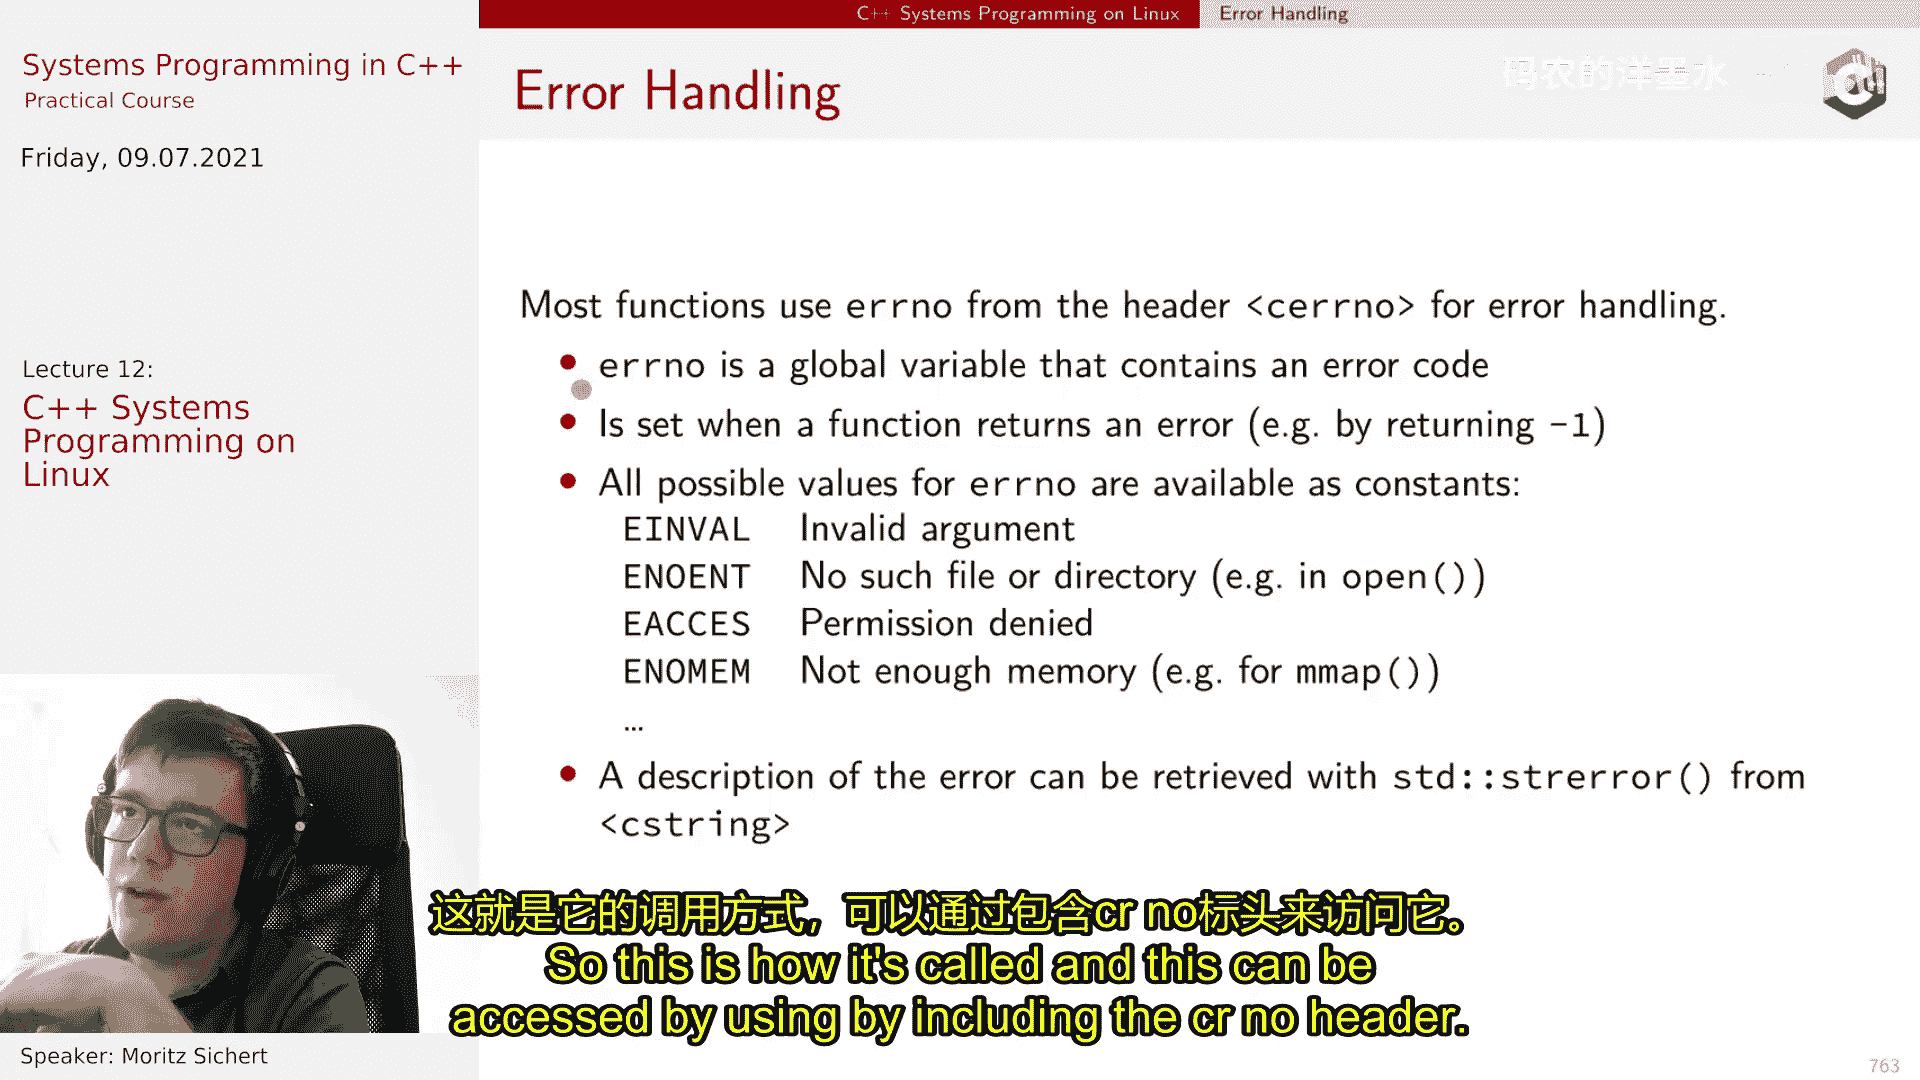 C++ Systems Programming on Linux
Error Handling
Systems Programming in C++
Practical Course
Friday, 09.07.2021
Error Handling
码农的洋墨水
Most functions use errno from the header <cerrno> for error handling.
errno is a global variable that contains an error code
Is set when a function returns an error (e.g. by returning -1)
All possible values for errno are available as constants:
EINVAL Invalid argument
ENOENT No such file or directory (e.g. in open())
EACCES Permission denied
ENOMEM Not enough memory (e.g. for mmap())
…
A description of the error can be retrieved with std::strerror() from
<cstring>
Lecture 12:
C++ Systems
Programming on
Linux
这就是它的调用方式，可以通过包含cr no标头来访问它。
So this is how it's called and this can be
accessed by using by including the cr no header.
Speaker: Moritz Sichert
763